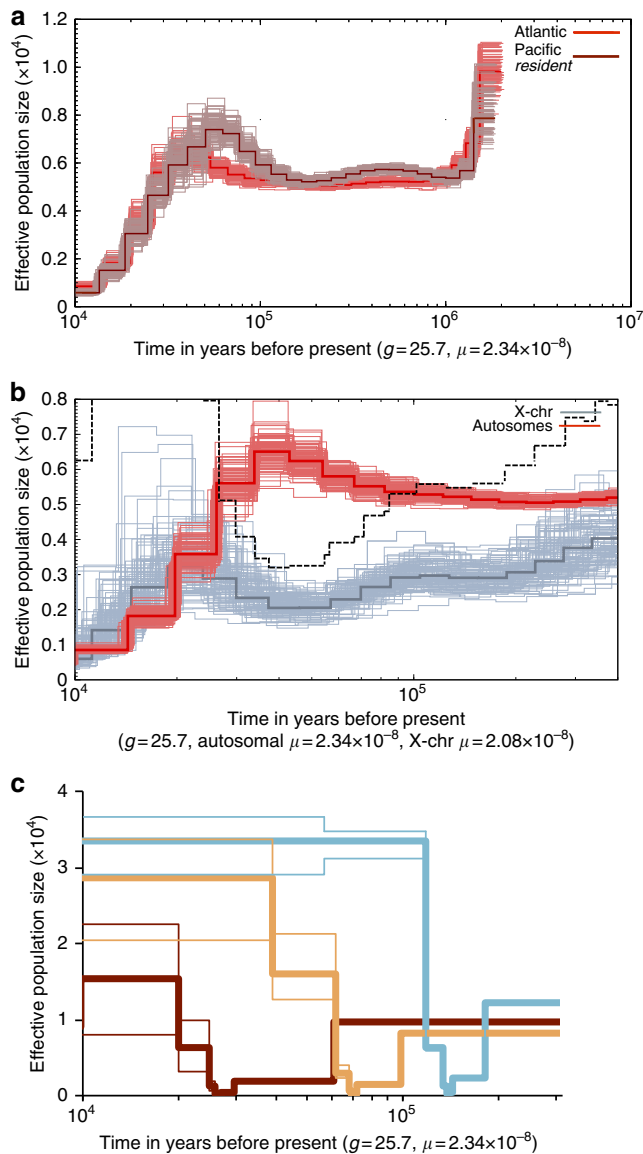 a
Effective population size (×10⁴)
1.2
1.0
0.8
0.6
0.4
0.2
0
Atlantic
Pacific
resident
10⁴
10⁵
10⁶
10⁷
Time in years before present (g=25.7, μ=2.34×10⁻⁸)
b
Effective population size (×10⁴)
0.8
0.7
0.6
0.5
0.4
0.3
0.2
0.1
0
X-chr
Autosomes
10⁴
10⁵
Time in years before present
(g=25.7, autosomal μ=2.34×10⁻⁸, X-chr μ=2.08×10⁻⁸)
c
Effective population size (×10⁴)
4
3
2
1
0
10⁴
10⁵
Time in years before present (g=25.7, μ=2.34×10⁻⁸)